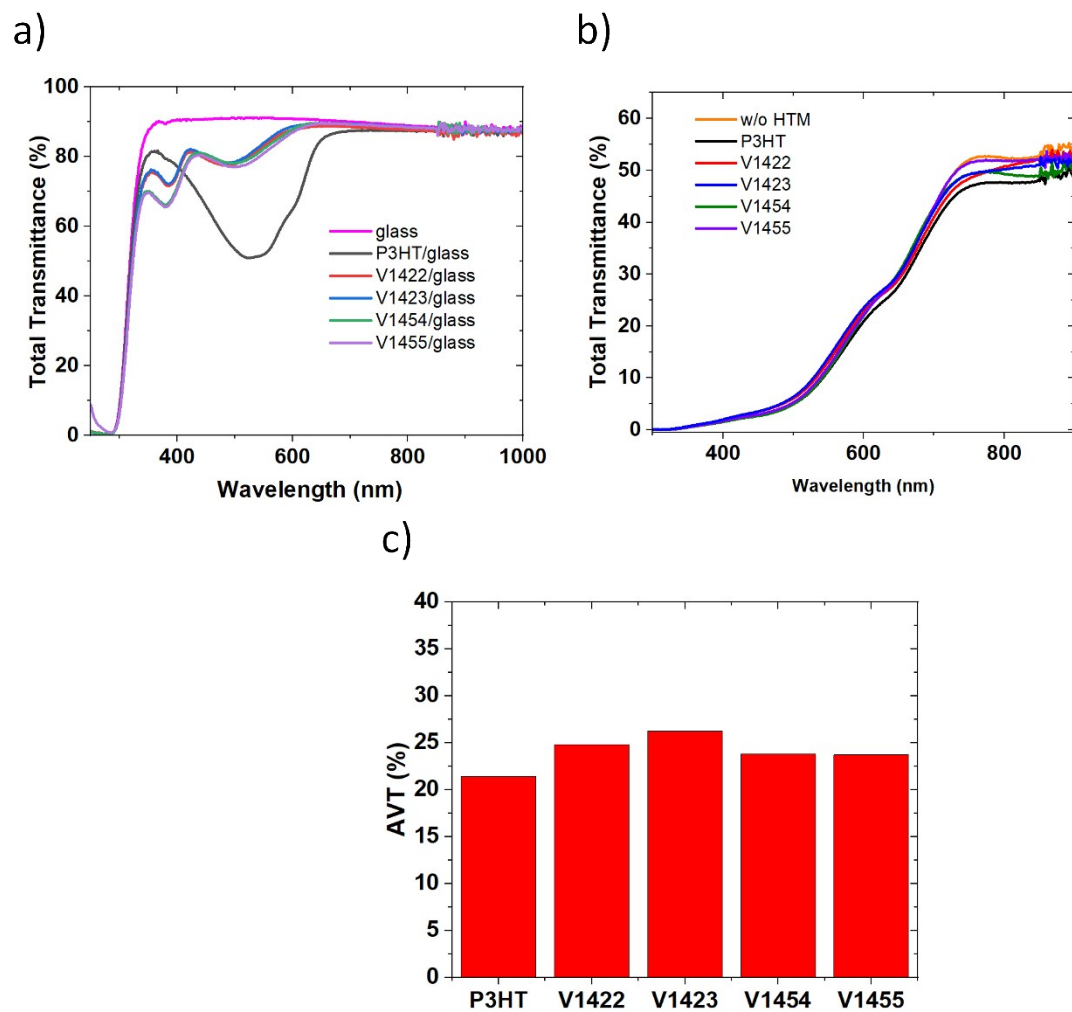 a)
Total Transmittance (%)
100
80
60
40
20
0
glass
P3HT/glass
V1422/glass
V1423/glass
V1454/glass
V1455/glass
400 600 800 1000
Wavelength (nm)
b)
Total Transmittance (%)
60
50
40
30
20
10
0
w/o HTM
P3HT
V1422
V1423
V1454
V1455
400 600 800
Wavelength (nm)
c)
AVT (%)
40
35
30
25
20
15
10
5
0
P3HT V1422 V1423 V1454 V1455